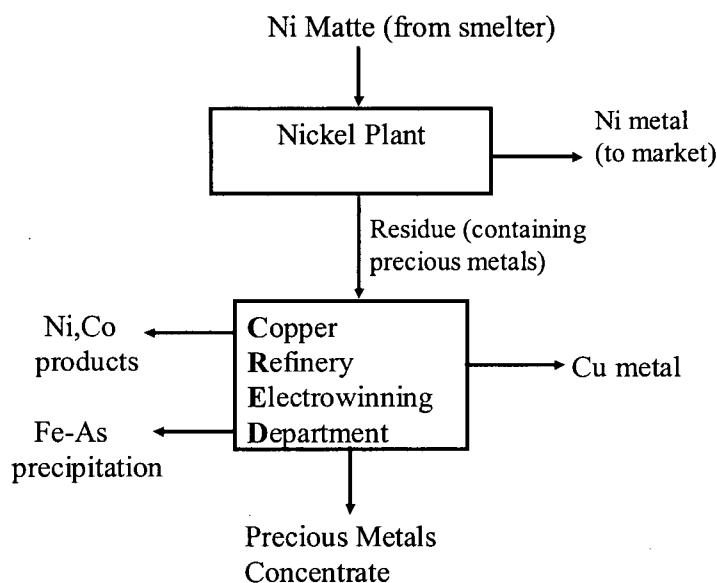 Ni Matte (from smelter)
Nickel Plant
Ni metal
(to market)
Residue (containing
precious metals)
Ni,Co
products
Copper
Refinery
Electrowinning
Department
Cu metal
Fe-As
precipitation
Precious Metals
Concentrate